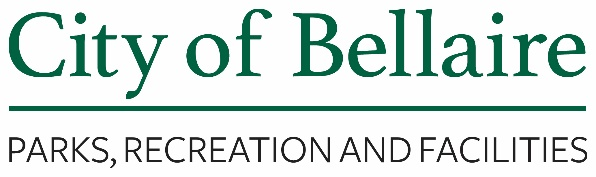 City of Bellaire
PARKS, RECREATION AND FACILITIES